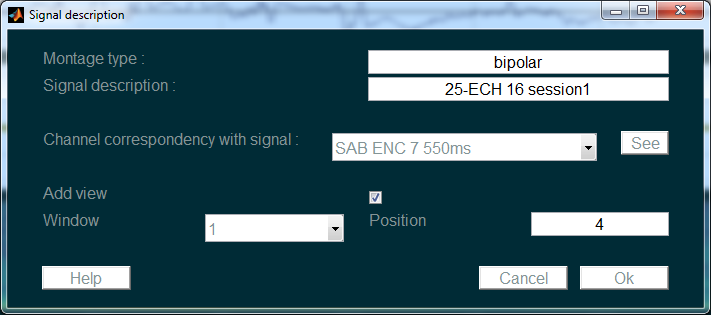 Signal description
Montage type :
bipolar
Signal description :
25-ECH 16 session1
Channel correspondency with signal :
SAB ENC 7 550ms
See
Add view
Window
1
Position
4
Help
Cancel
Ok